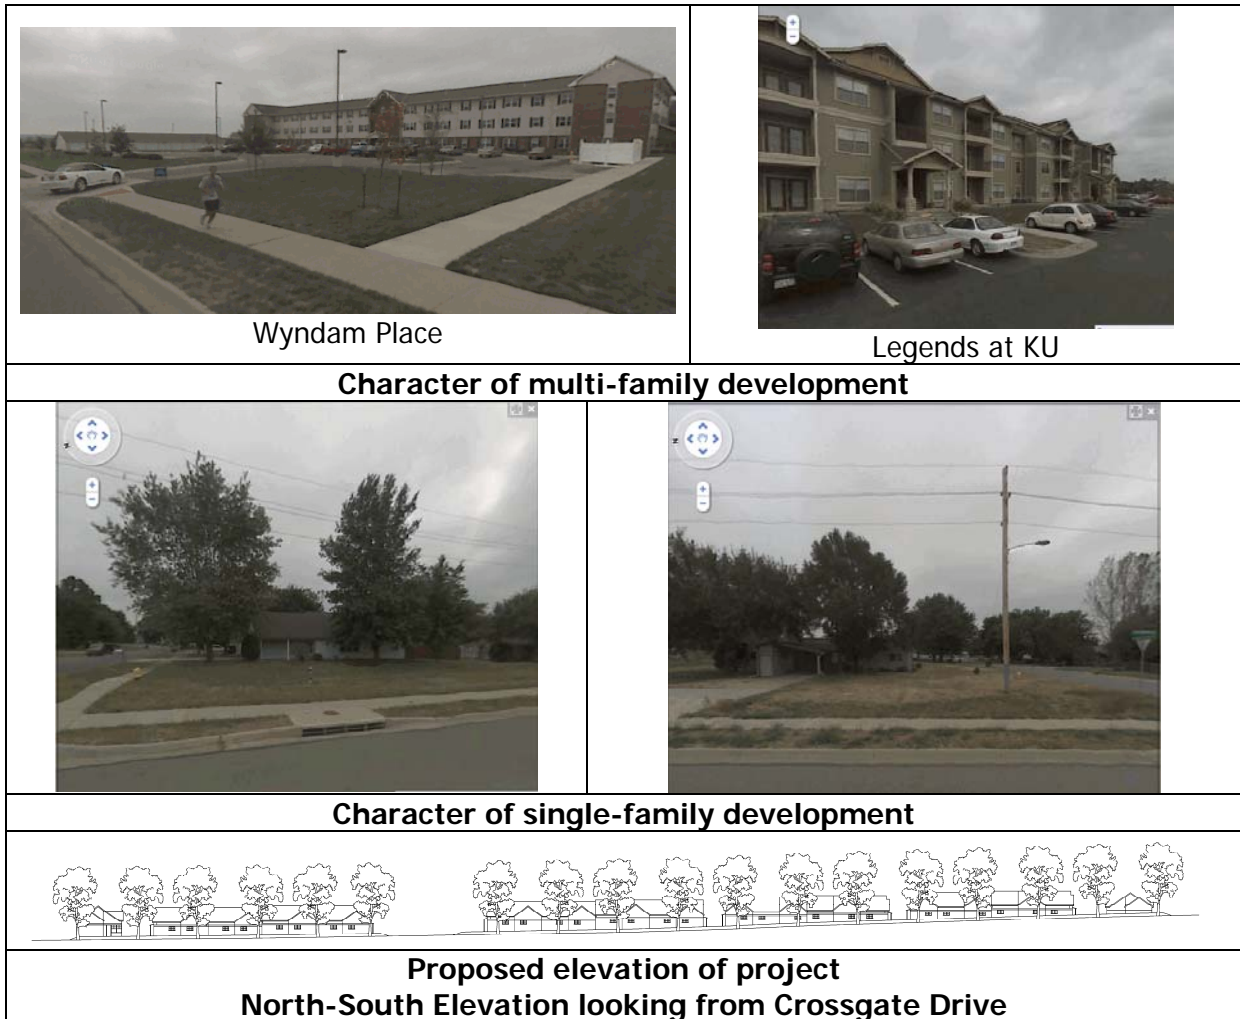 Wyndam Place
Legends at KU
Character of multi-family development
Character of single-family development
Proposed elevation of project
North-South Elevation looking from Crossgate Drive